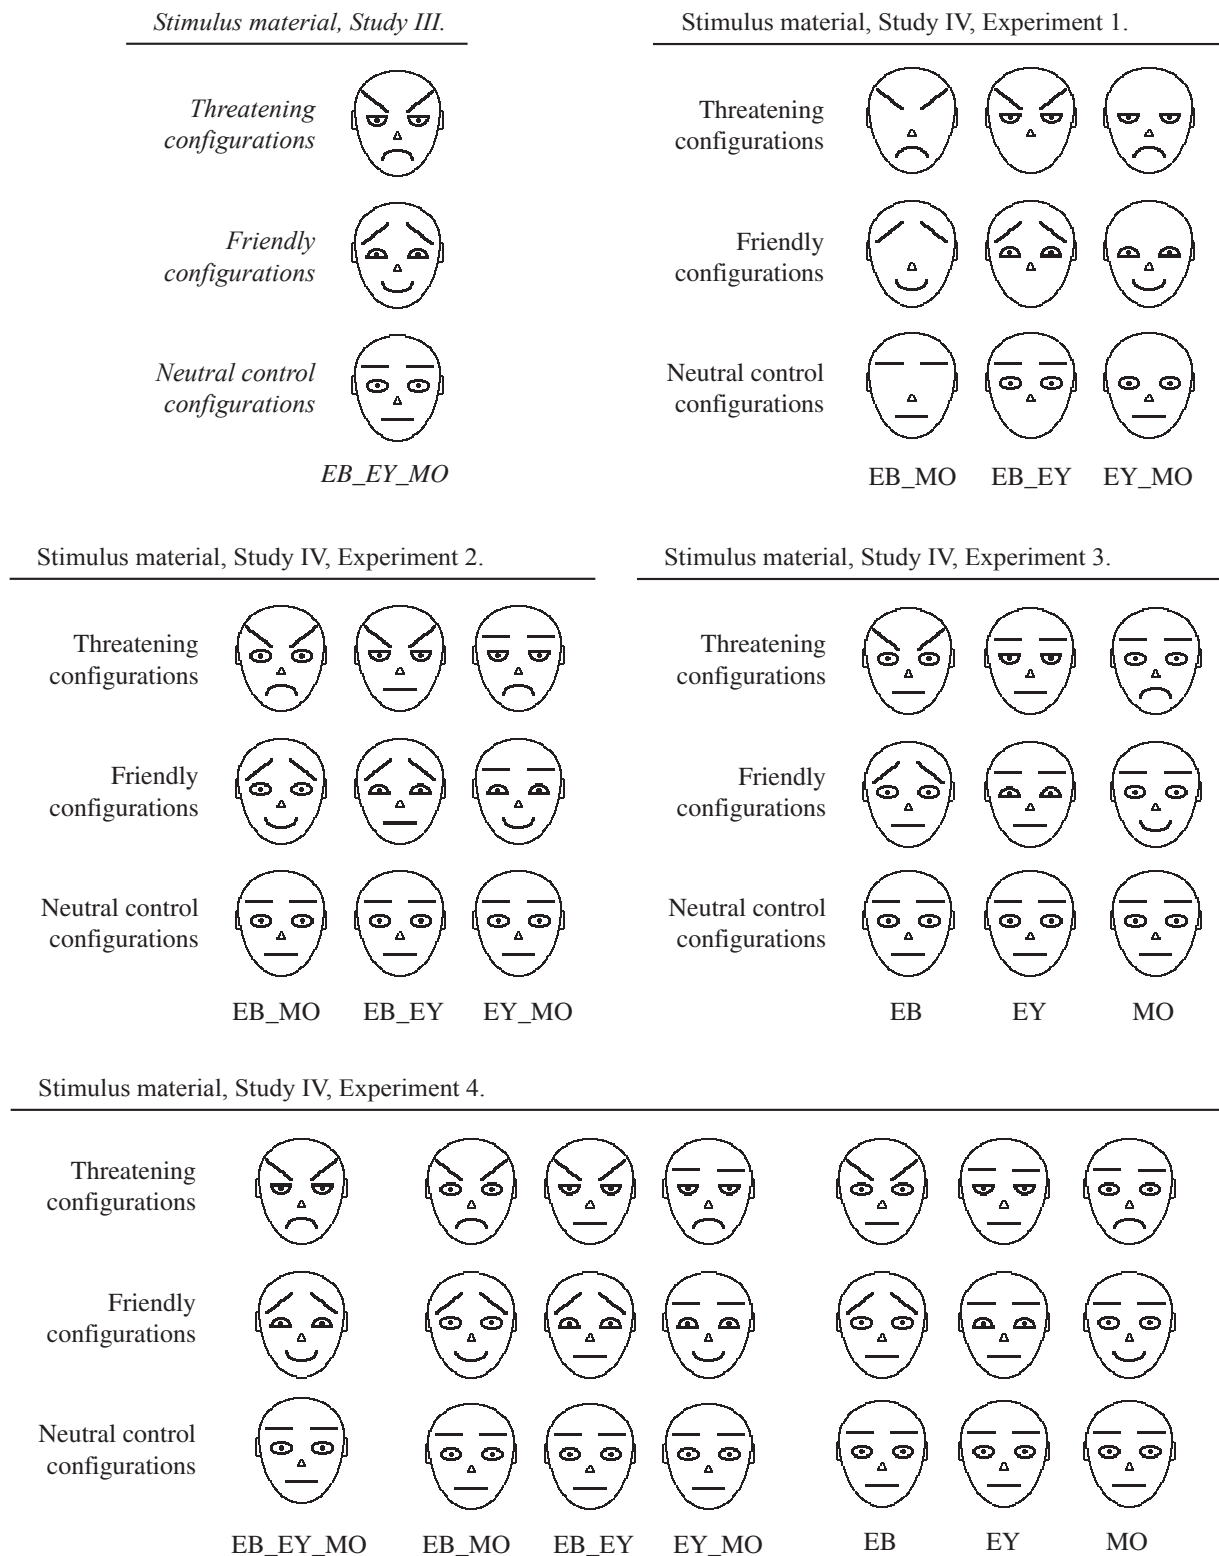 Stimulus material, Study III.
Threatening
configurations
Friendly
configurations
Neutral control
configurations
EB_EY_MO
Stimulus material, Study IV, Experiment 1.
Threatening
configurations
Friendly
configurations
Neutral control
configurations
EB_MO EB_EY EY_MO
Stimulus material, Study IV, Experiment 2.
Threatening
configurations
Friendly
configurations
Neutral control
configurations
EB_MO EB_EY EY_MO
Stimulus material, Study IV, Experiment 3.
Threatening
configurations
Friendly
configurations
Neutral control
configurations
EB EY MO
Stimulus material, Study IV, Experiment 4.
Threatening
configurations
Friendly
configurations
Neutral control
configurations
EB_EY_MO EB_MO EB_EY EY_MO EB EY MO